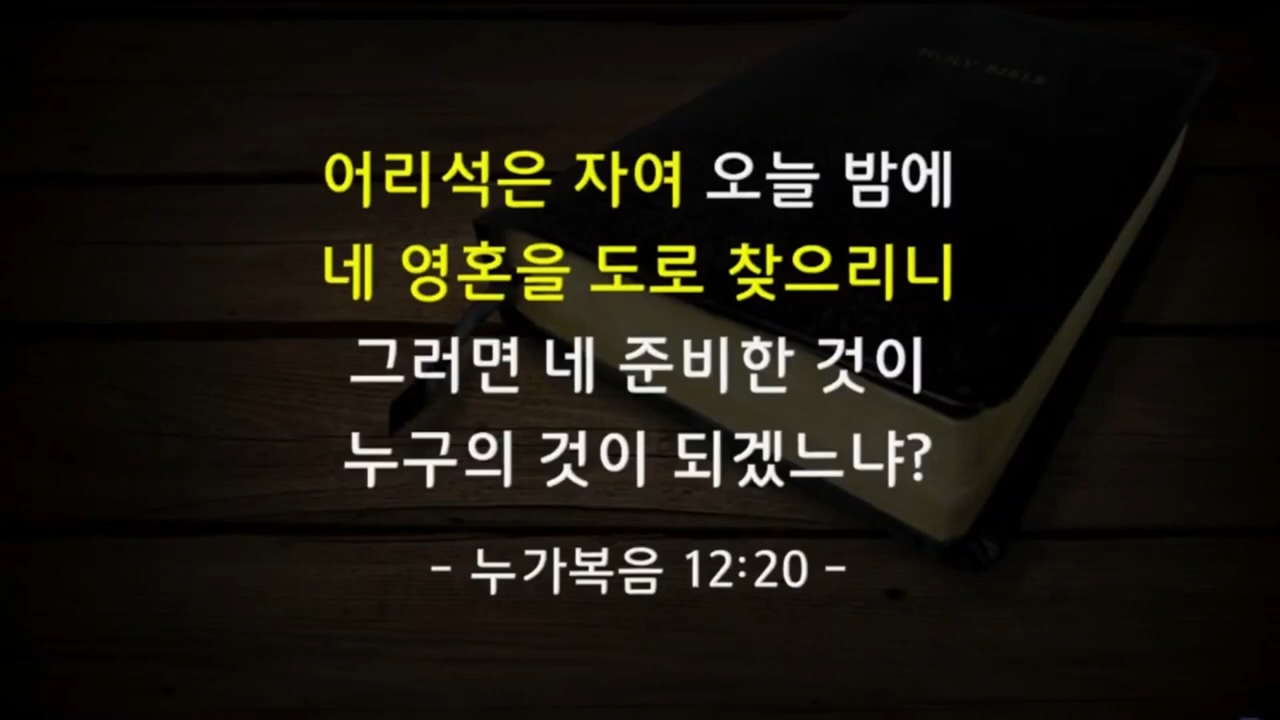 어리석은 자여 오늘 밤에
네 영혼을 도로 찾으리니
그러면 네 준비한 것이
누구의 것이 되겠느냐?
- 누가복음 12:20 -
HOLY BIBLE